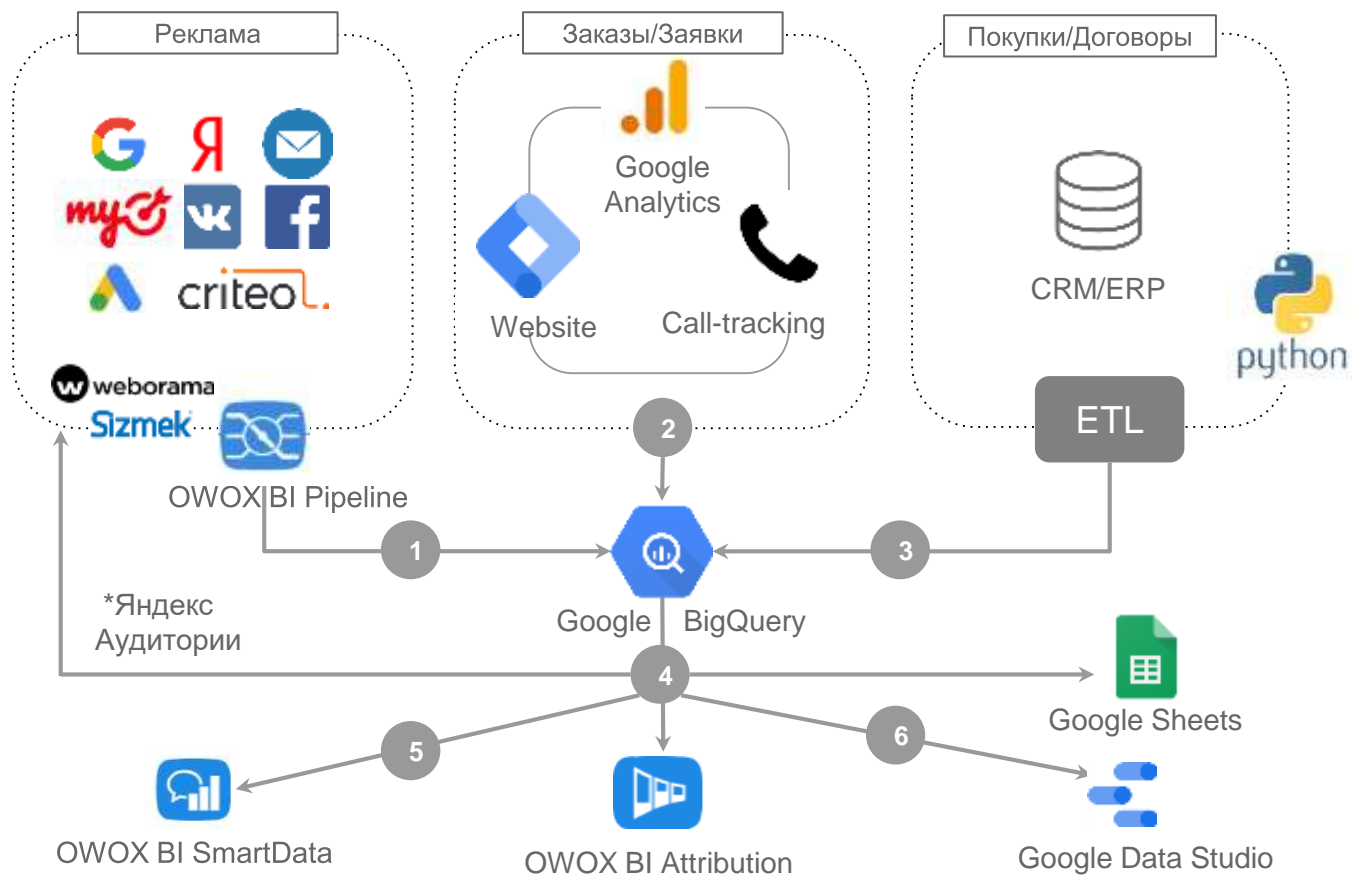 Реклама
Заказы/Заявки
Покупки/Договоры
G
Я
my
VK
f
criteo
Google
Analytics
Website
Call-tracking
CRM/ERP
python
w weborama
Sizmek
OWOX BI Pipeline
ETL
2
1
3
Google BigQuery
*Яндекс
Аудитории
4
Google Sheets
5
6
OWOX BI SmartData
OWOX BI Attribution
Google Data Studio